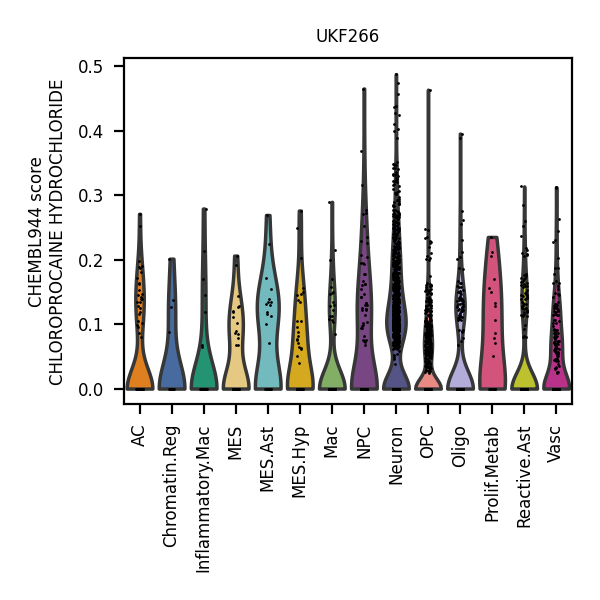 UKF266
CHEMBL944 score
CHLOROPROCAINE HYDROCHLORIDE
0.5
0.4
0.3
0.2
0.1
0.0
AC
Chromatin.Reg
Inflammatory.Mac
MES
MES.Ast
MES.Hyp
Mac
NPC
Neuron
OPC
Oligo
Prolif.Metab
Reactive.Ast
Vasc